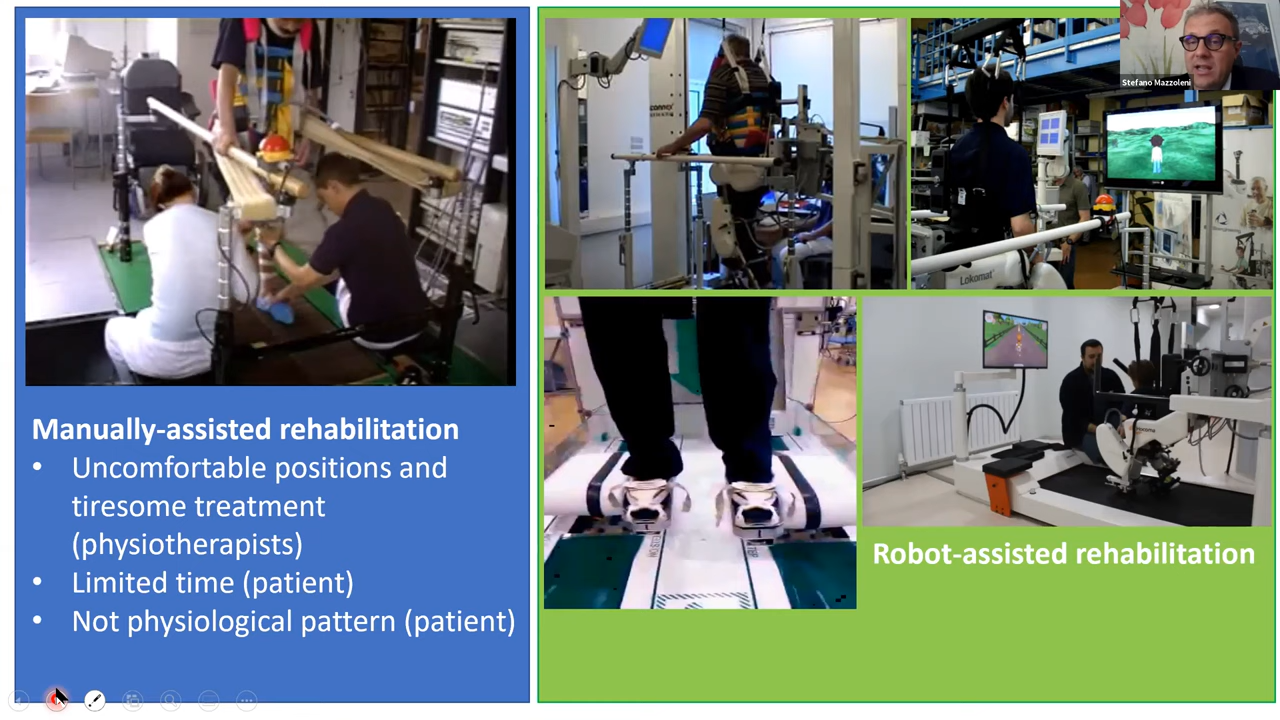 Stefano Mazzoleni
Lokomat
Manually-assisted rehabilitation
• Uncomfortable positions and
tiresome treatment
(physiotherapists)
• Limited time (patient)
• Not physiological pattern (patient)
Robot-assisted rehabilitation